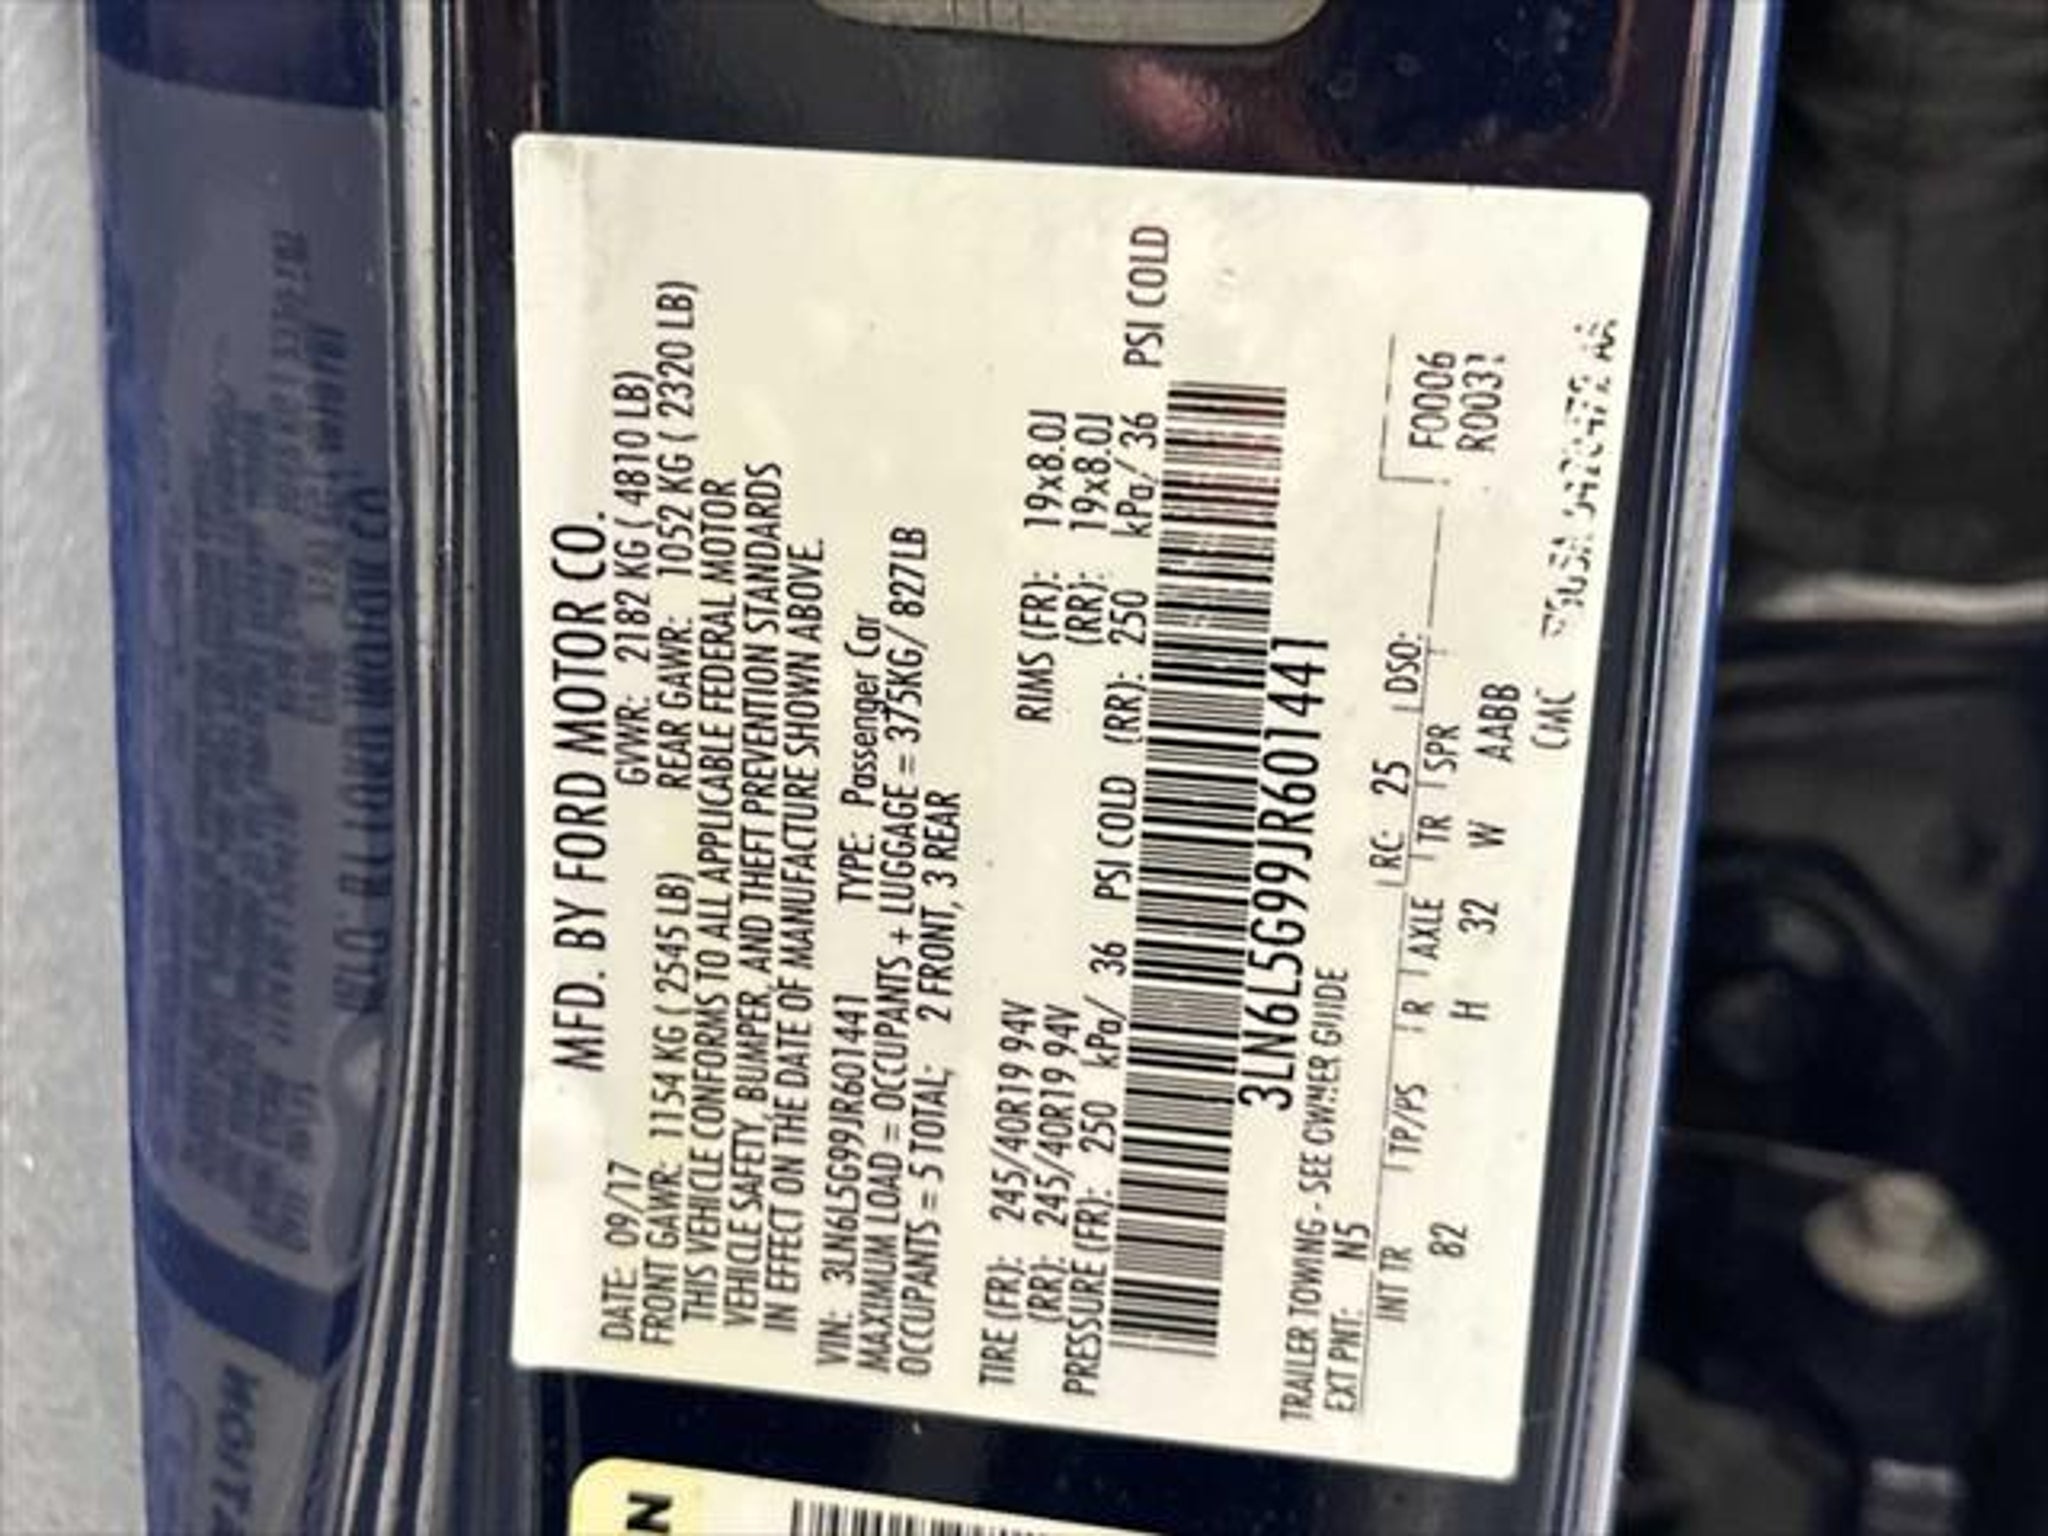 MFD. BY FORD MOTOR CO.
DATE: 09/17 GVWR: 2182 KG ( 4810 LB)
FRONT GAWR: 1154 KG ( 2545 LB) REAR GAWR: 1052 KG ( 2320 LB)
THIS VEHICLE CONFORMS TO ALL APPLICABLE FEDERAL MOTOR
VEHICLE SAFETY, BUMPER, AND THEFT PREVENTION STANDARDS
IN EFFECT ON THE DATE OF MANUFACTURE SHOWN ABOVE.
VIN: 3LN6L5G99JR601441 TYPE: Passenger Car
MAXIMUM LOAD = OCCUPANTS + LUGGAGE = 375KG/ 827LB
OCCUPANTS = 5 TOTAL; 2 FRONT, 3 REAR
TIRE (FR): 245/40R19 94V RIMS (FR): 19x8.0J
(RR): 245/40R19 94V (RR): 19x8.0J
PRESSURE (FR): 250 kPa/ 36 PSI COLD (RR): 250 kPa/ 36 PSI COLD
3LN6L5G99JR601441
TRAILER TOWING - SEE OWNER GUIDE
EXT PNT: N5 RC: 25 DSO:
INT TR TP/PS R AXLE TR SPR F0006
82 H 32 W AABB R0031
CMC
N